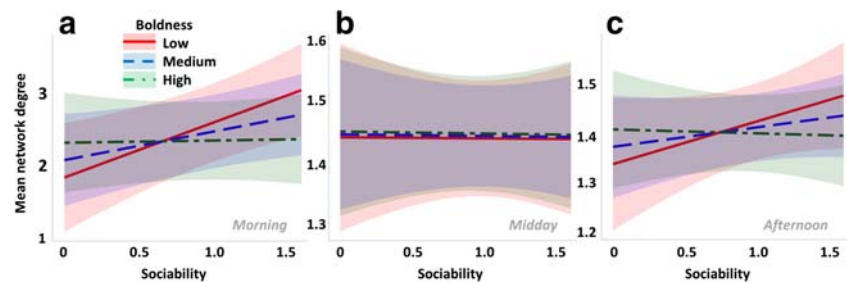 a
Boldness
Low
Medium
High
Mean network degree
3
2
1
0 0.5 1.0 1.5
Sociability
Morning
b
1.6
1.5
1.4
1.3
0 0.5 1.0 1.5
Sociability
Midday
c
1.5
1.4
1.3
1.2
0 0.5 1.0 1.5
Sociability
Afternoon